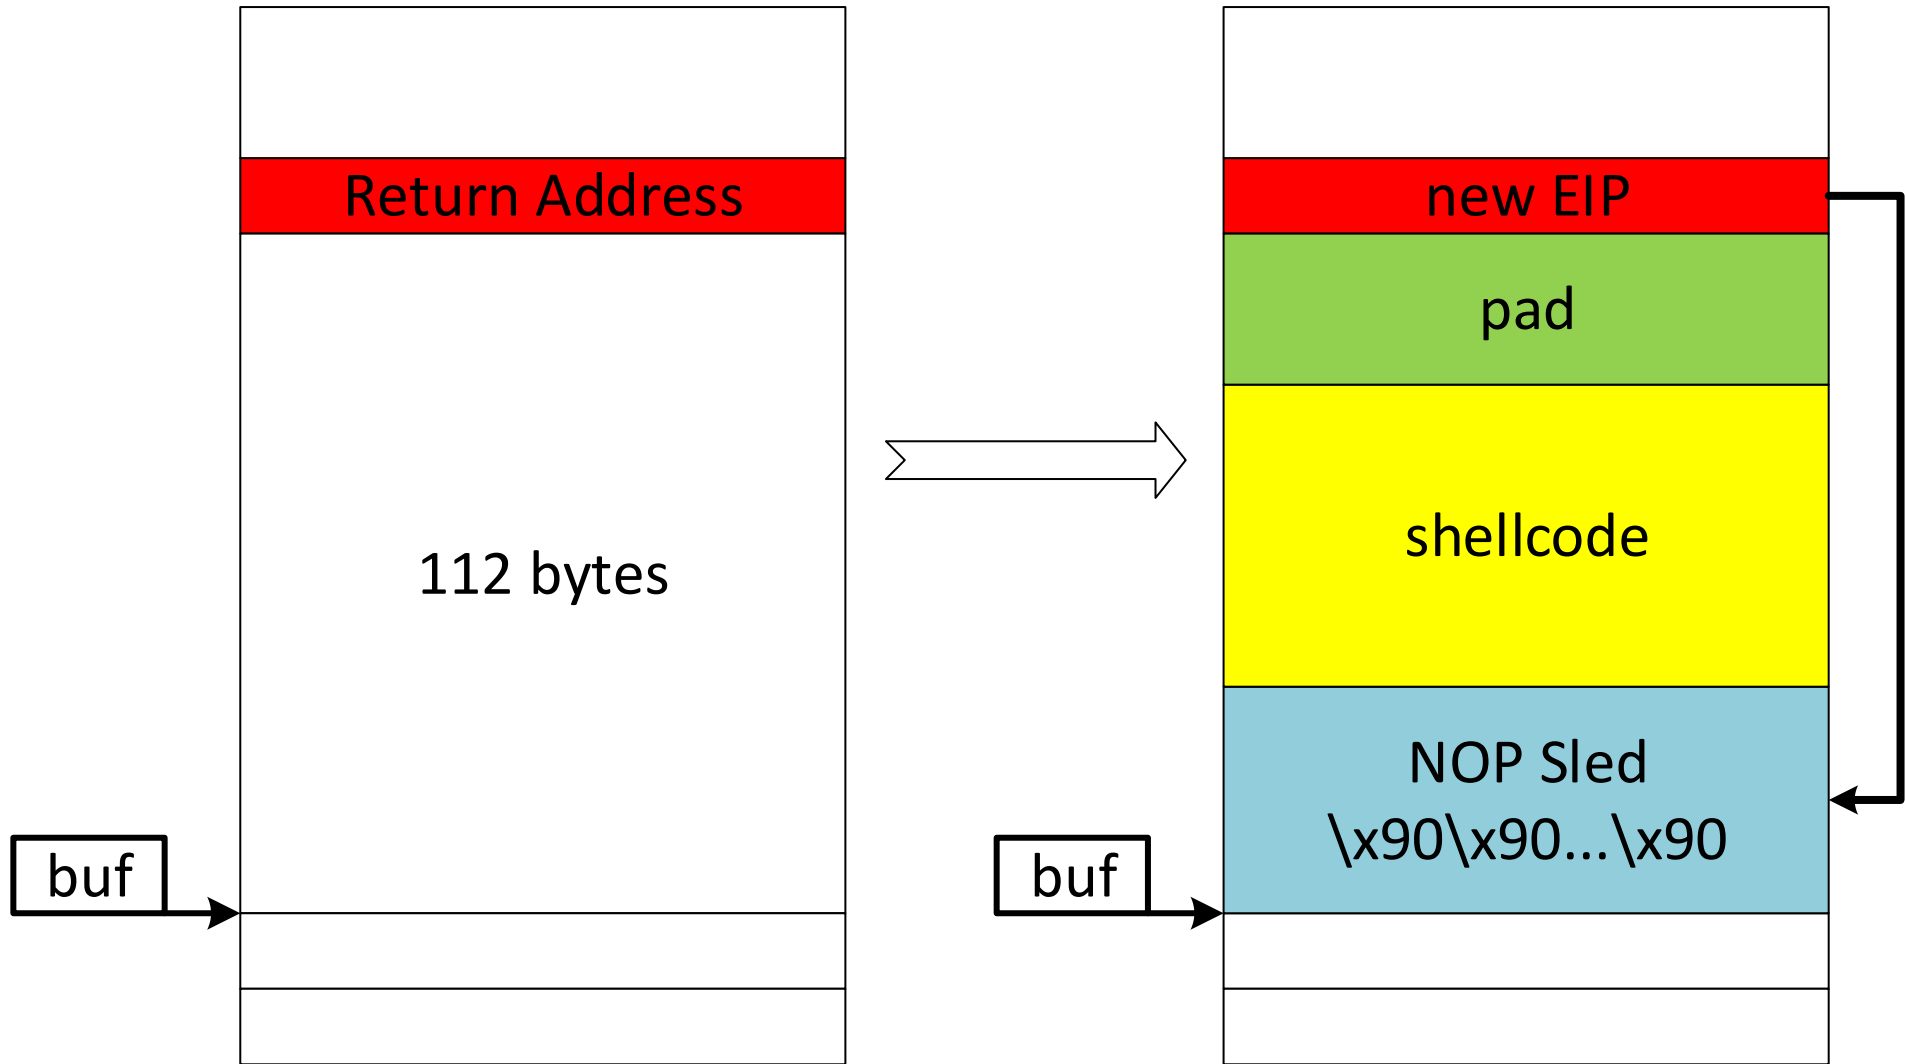 Return Address
112 bytes
buf
new EIP
pad
shellcode
NOP Sled
\x90\x90...\x90
buf